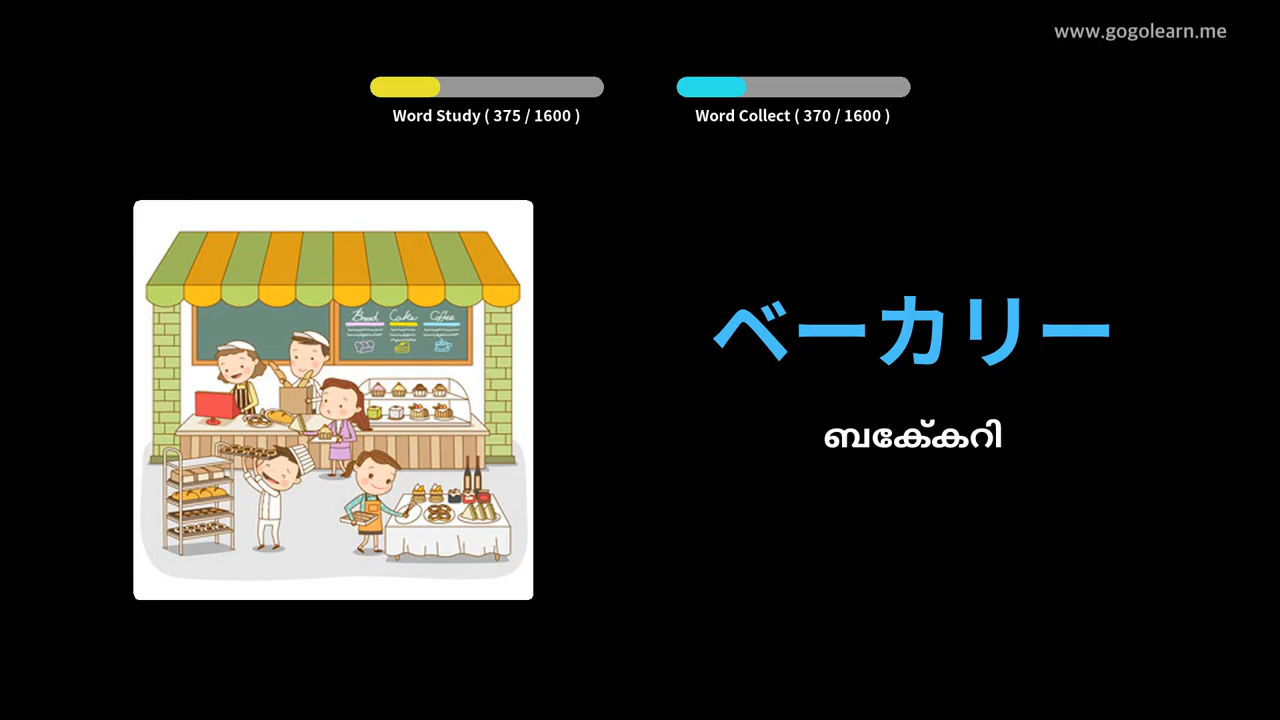 www.gogolearn.me
Word Study ( 375 / 1600 )
Word Collect ( 370 / 1600 )
Bread Cake Coffee
ベーカリー
ബേക്കറി